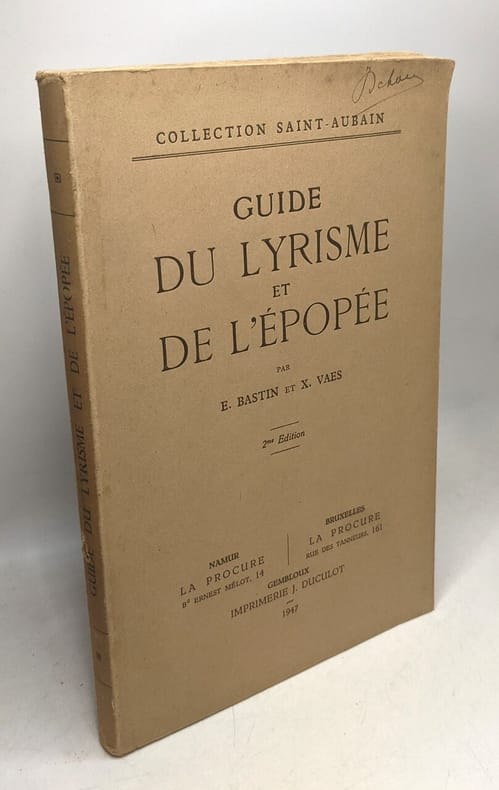 COLLECTION SAINT-AUBAIN
GUIDE
DU LYRISME
ET
DE L'ÉPOPÉE
PAR
E. BASTIN ET X. VAES
2me Edition
NAMUR
LA PROCURE
Bd ERNEST MÉLOT, 14
BRUXELLES
LA PROCURE
RUE DES TANNEURS, 161
GEMBLOUX
IMPRIMERIE J. DUCULOT
1947
GUIDE DU LYRISME ET DE L'ÉPOPÉE